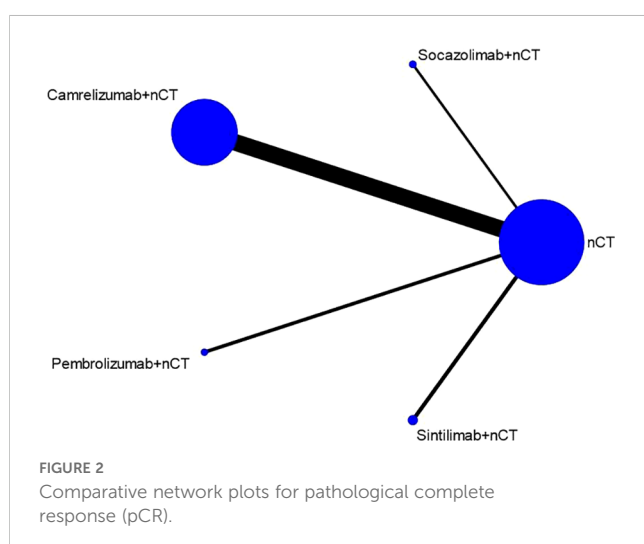 Socazolimab+nCT
Camrelizumab+nCT
nCT
Pembrolizumab+nCT
Sintilimab+nCT
FIGURE 2
Comparative network plots for pathological complete
response (pCR).